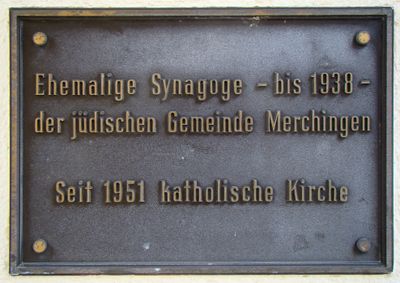 Ehemalige Synagoge – bis 1938 –
der jüdischen Gemeinde Merchingen
Seit 1951 katholische Kirche